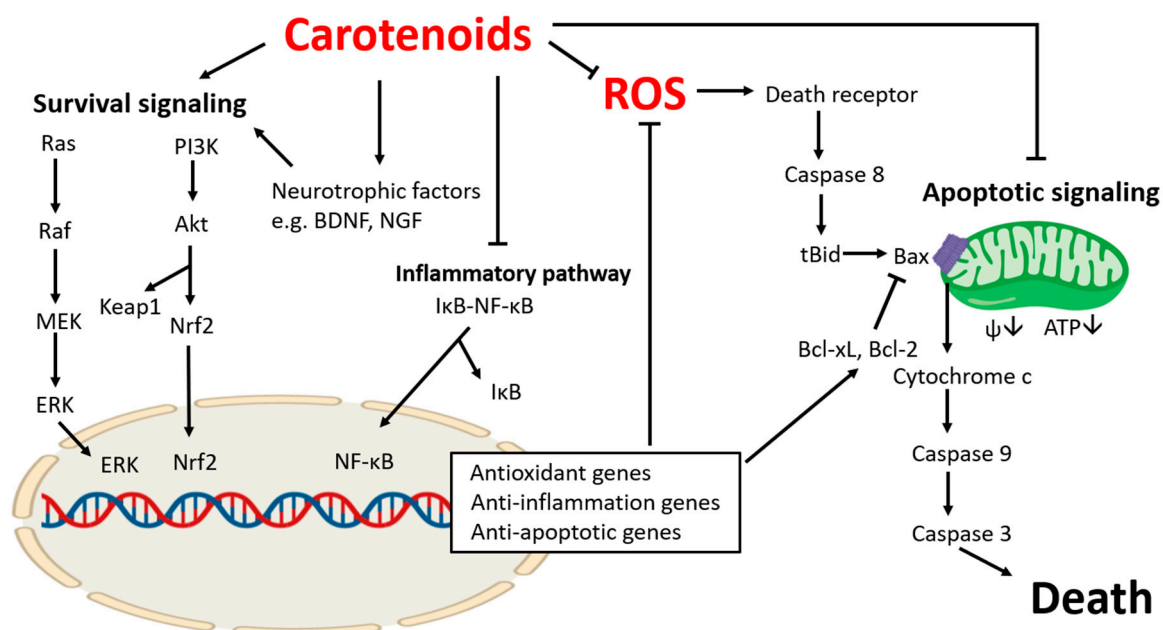 Carotenoids
ROS
Death receptor
Survival signaling
Ras
PI3K
Neurotrophic factors
e.g. BDNF, NGF
Caspase 8
Apoptotic signaling
Raf
Akt
tBid
Bax
Inflammatory pathway
IκB-NF-κB
Keap1
Nrf2
MEK
ψ↓ ATP↓
Bcl-xL, Bcl-2
Cytochrome c
IκB
ERK
ERK
Nrf2
NF-κB
Antioxidant genes
Anti-inflammation genes
Anti-apoptotic genes
Caspase 9
Caspase 3
Death